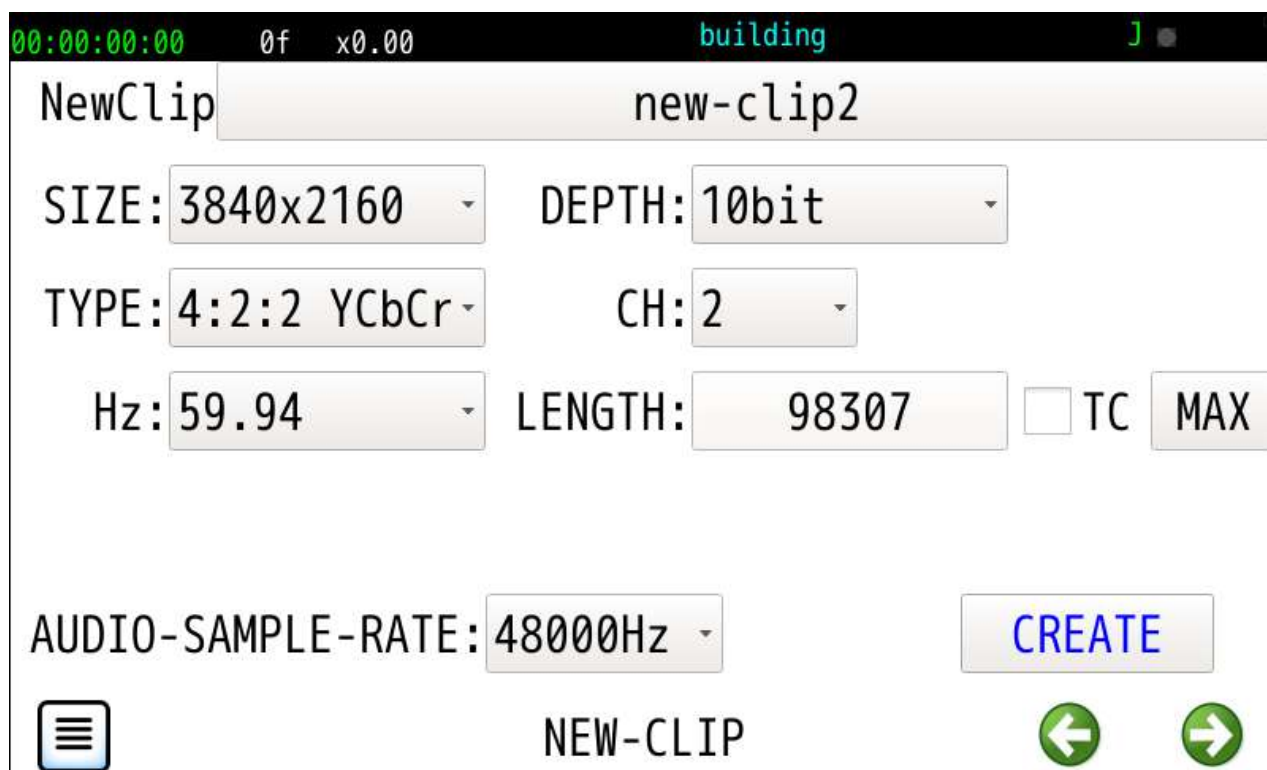 00:00:00:00 0f x0.00 building J
NewClip new-clip2
SIZE: 3840x2160 DEPTH: 10bit
TYPE: 4:2:2 YCbCr CH: 2
Hz: 59.94 LENGTH: 98307 TC MAX
AUDIO-SAMPLE-RATE: 48000Hz CREATE
NEW-CLIP